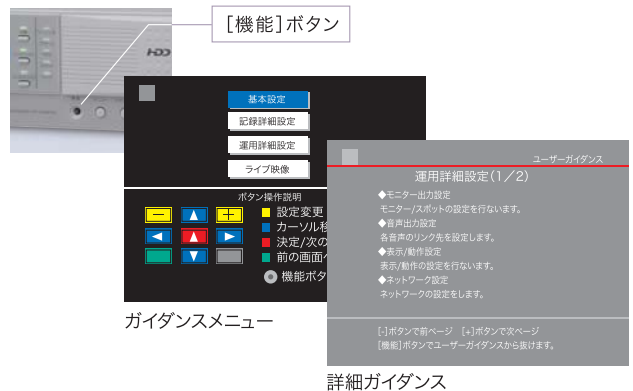 [機能]ボタン
HDD
基本設定
記録詳細設定
運用詳細設定
ライブ映像
ボタン操作説明
− +
設定変更
カーソル移
決定/次の
前の画面へ
機能ボタ
ガイダンスメニュー
ユーザーガイダンス
運用詳細設定(1/2)
◆モニター出力設定
モニター/スポットの設定を行ないます。
◆音声出力設定
各音声のリンク先を設定します。
◆表示/動作設定
表示/動作の設定を行ないます。
◆ネットワーク設定
ネットワークの設定をします。
[-]ボタンで前ページ [+]ボタンで次ページ
[機能]ボタンでユーザーガイダンスから抜けます。
詳細ガイダンス